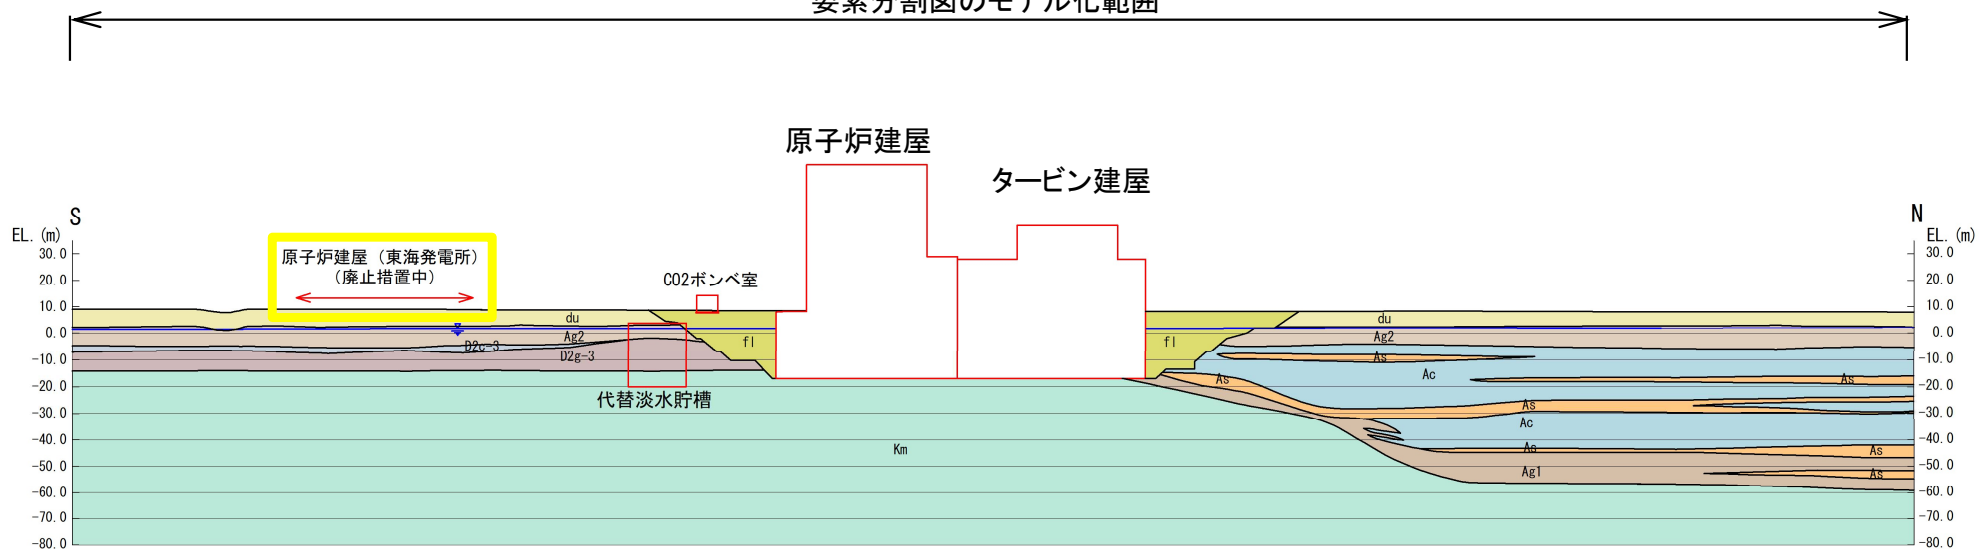 要素分割図のモデル化範囲
原子炉建屋
タービン建屋
S
N
EL. (m)
EL. (m)
原子炉建屋（東海発電所）
（廃止措置中）
CO2ボンベ室
30.0
20.0
10.0
0.0
-10.0
-20.0
-30.0
-40.0
-50.0
-60.0
-70.0
-80.0
du
Ag2
D2c-3
D2g-3
fl
代替淡水貯槽
Km
fl
du
Ag2
As
Ac
As
As
As
Ac
As
As
Ag1
As
30.0
20.0
10.0
0.0
-10.0
-20.0
-30.0
-40.0
-50.0
-60.0
-70.0
-80.0